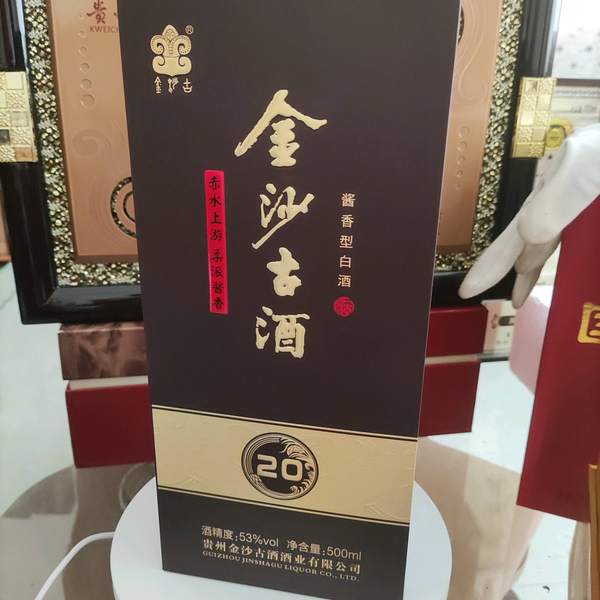 貴
KWEICH
®
金沙古
金沙古酒
赤水上游 柔派酱香
酱香型白酒
20
酒精度:53%vol 净含量:500ml
贵州金沙古酒酒业有限公司
GUIZHOU JINSHAGU LIQUOR CO., LTD.